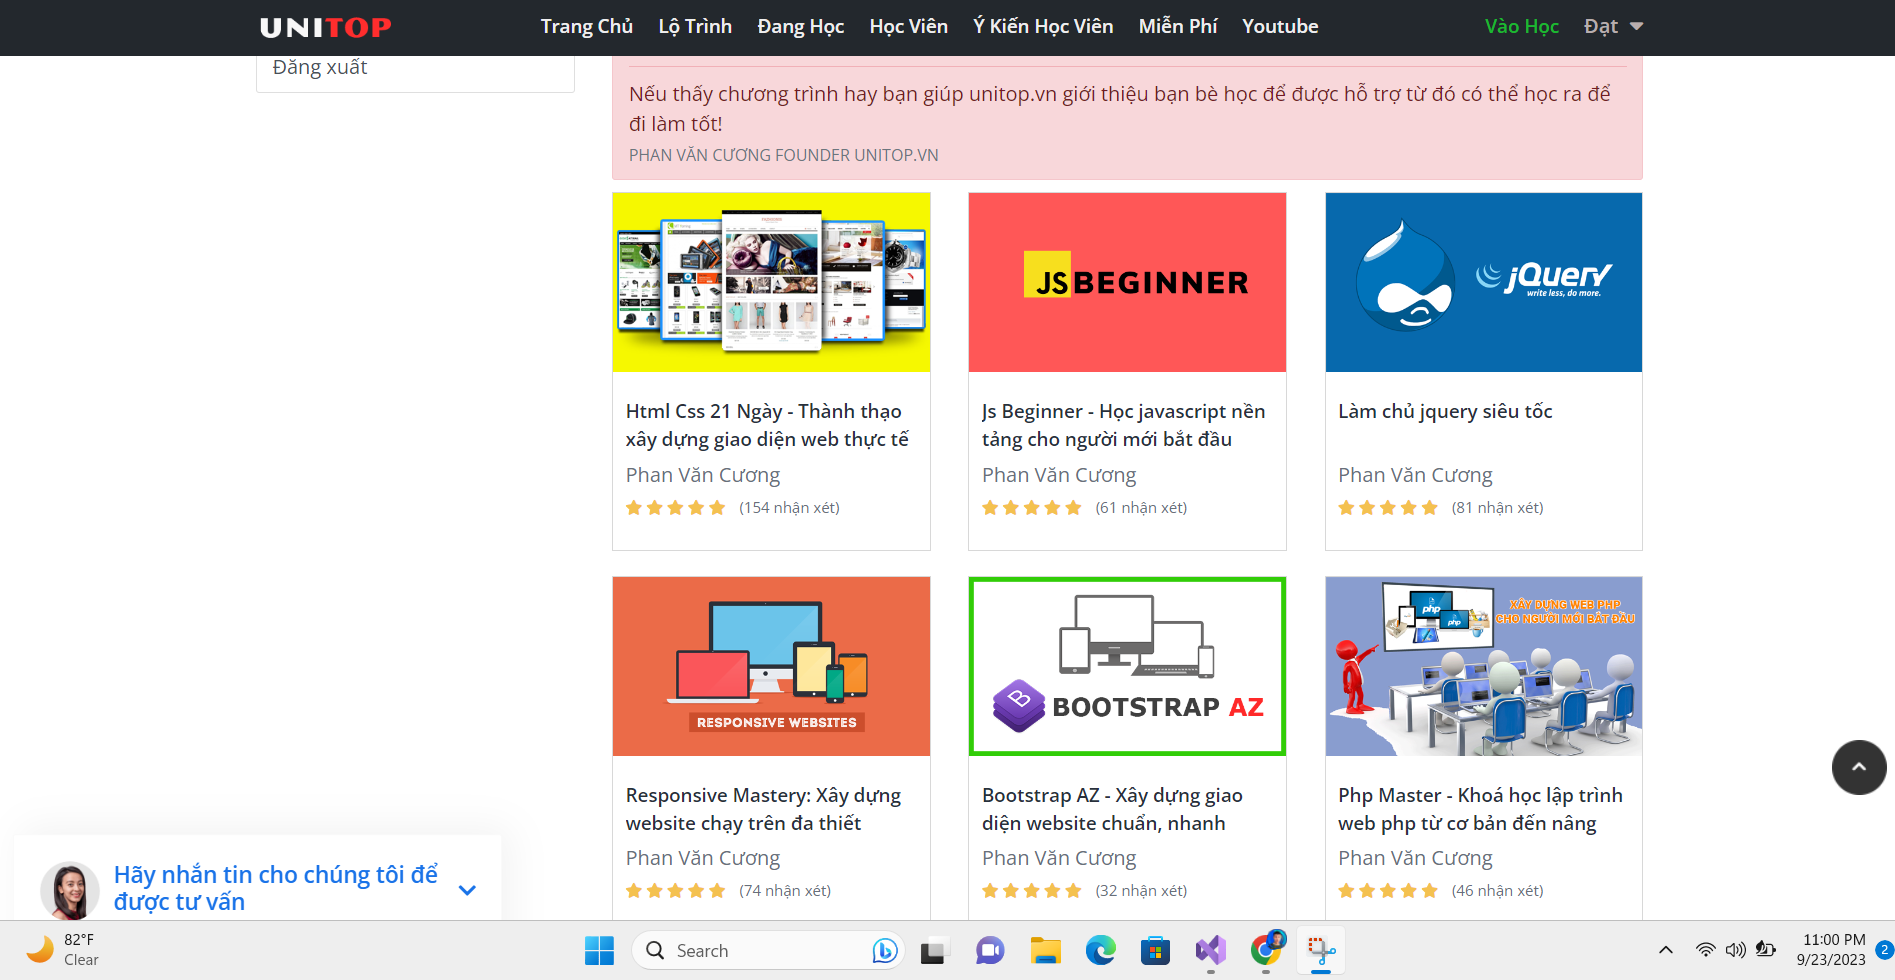 UNITOP
Trang Chủ
Lộ Trình
Đang Học
Học Viên
Ý Kiến Học Viên
Miễn Phí
Youtube
Vào Học
Đạt
Đăng xuất
Nếu thấy chương trình hay bạn giúp unitop.vn giới thiệu bạn bè học để được hỗ trợ từ đó có thể học ra để
đi làm tốt!
PHAN VĂN CƯƠNG FOUNDER UNITOP.VN
JS BEGINNER
jQuery
write less, do more.
Html Css 21 Ngày - Thành thạo
xây dựng giao diện web thực tế
Phan Văn Cương
(154 nhận xét)
Js Beginner - Học javascript nền
tảng cho người mới bắt đầu
Phan Văn Cương
(61 nhận xét)
Làm chủ jquery siêu tốc
Phan Văn Cương
(81 nhận xét)
RESPONSIVE WEBSITES
B
BOOTSTRAP AZ
php
php
XÂY DỰNG WEB PHP
CHO NGƯỜI MỚI BẮT ĐẦU
Responsive Mastery: Xây dựng
website chạy trên đa thiết
Phan Văn Cương
(74 nhận xét)
Bootstrap AZ - Xây dựng giao
diện website chuẩn, nhanh
Phan Văn Cương
(32 nhận xét)
Php Master - Khoá học lập trình
web php từ cơ bản đến nâng
Phan Văn Cương
(46 nhận xét)
Hãy nhắn tin cho chúng tôi để
được tư vấn
82°F
Clear
Search
11:00 PM
9/23/2023
2